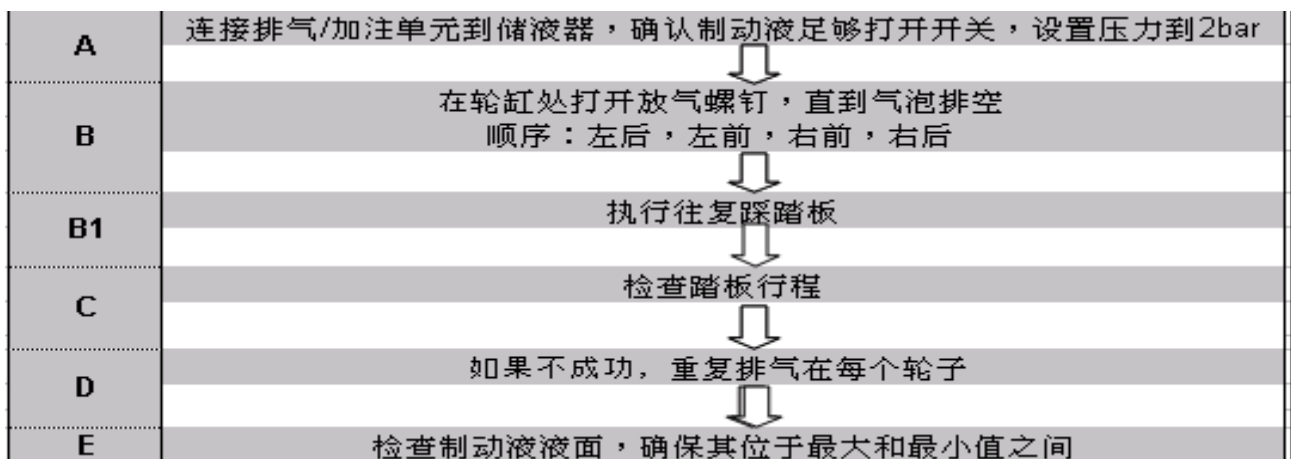 A
连接排气/加注单元到储液器，确认制动液足够打开开关，设置压力到2bar
B
在轮缸处打开放气螺钉，直到气泡排空
顺序：左后，左前，右前，右后
B1
执行往复踩踏板
C
检查踏板行程
D
如果不成功，重复排气在每个轮子
E
检查制动液液面，确保其位于最大和最小值之间